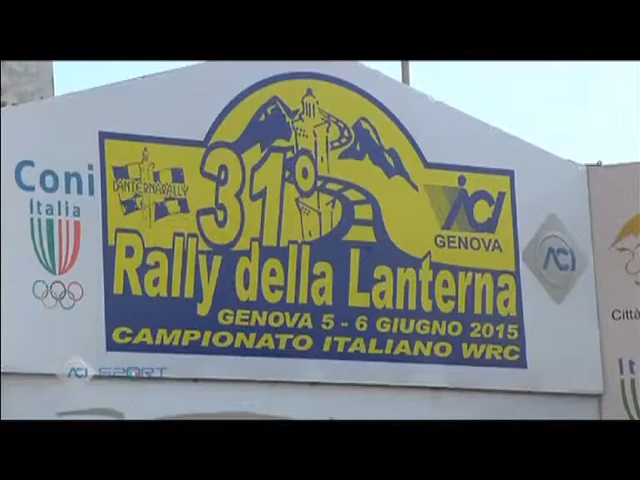 Coni
Italia
LANTERNARALLY
31°
ACI
GENOVA
Rally della Lanterna
GENOVA 5 - 6 GIUGNO 2015
CAMPIONATO ITALIANO WRC
ACI
Città
It
ACI SPORT